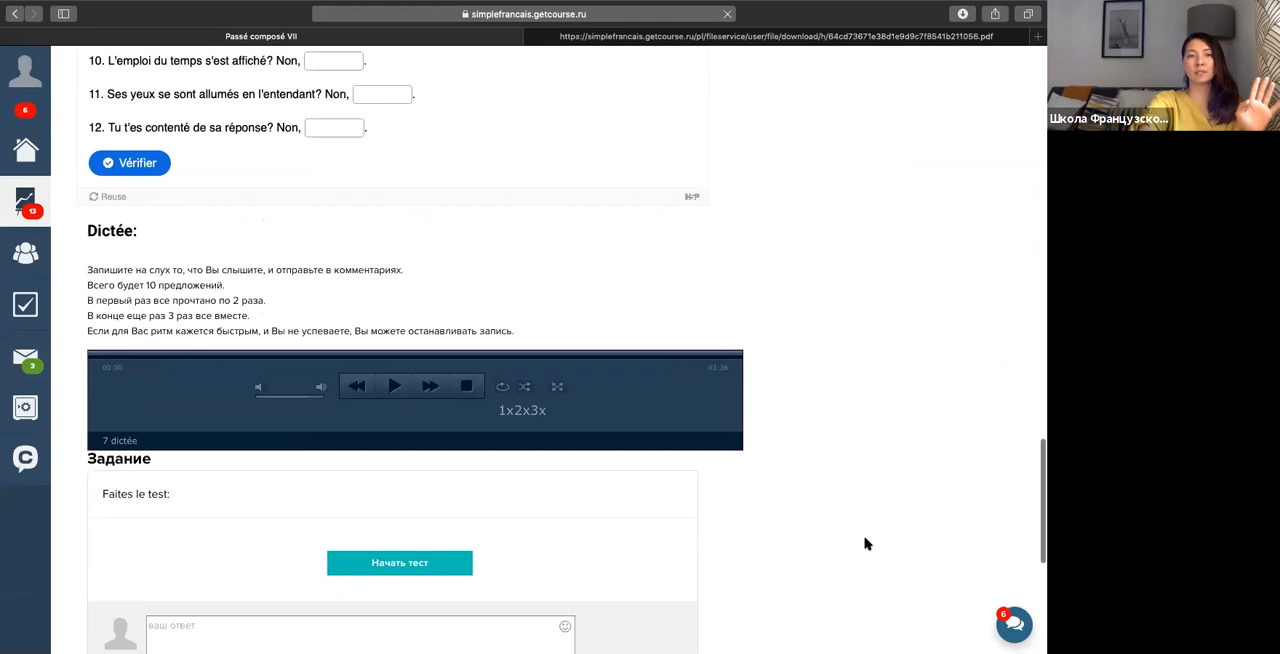 simplefrancais.getcourse.ru
Passé composé VII
https://simplefrancais.getcourse.ru/pl/fileservice/user/file/download/h/64cd73671e38d1e9d9c7f8541b211056.pdf
6
13
3
10. L'emploi du temps s'est affiché? Non, .
11. Ses yeux se sont allumés en l'entendant? Non, .
12. Tu t'es contenté de sa réponse? Non, .
Vérifier
Reuse
H-P
Dictée:
Запишите на слух то, что Вы слышите, и отправьте в комментариях.
Всего будет 10 предложений.
В первый раз все прочтано по 2 раза.
В конце еще раз 3 раз все вместе.
Если для Вас ритм кажется быстрым, и Вы не успеваете, Вы можете останавливать запись.
00:00
03:36
1x2x3x
7 dictée
Задание
Faites le test:
Начать тест
ваш ответ
6
Школа Французско...